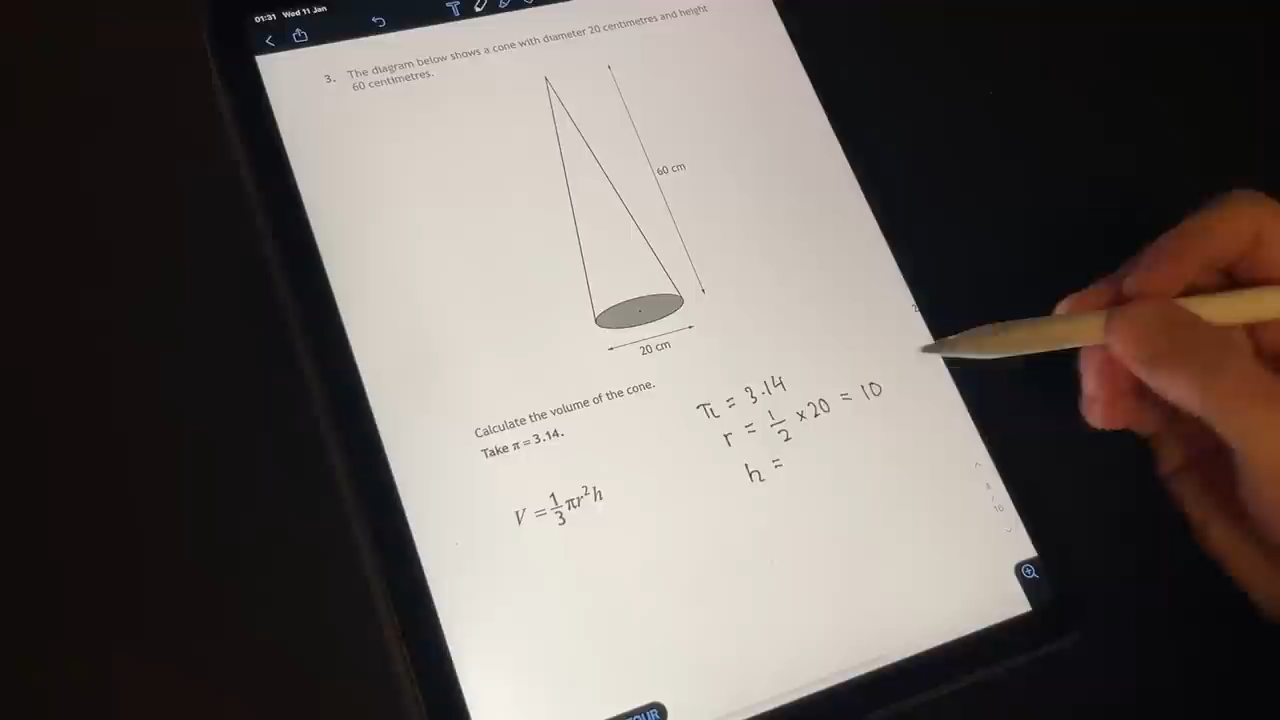 01:31 Wed 11 Jan
3. The diagram below shows a cone with diameter 20 centimetres and height
60 centimetres.
60 cm
20 cm
2
Calculate the volume of the cone.
Take π = 3.14.
π = 3.14
r = 1/2 × 20 = 10
h =
V = 1/3 πr²h
10